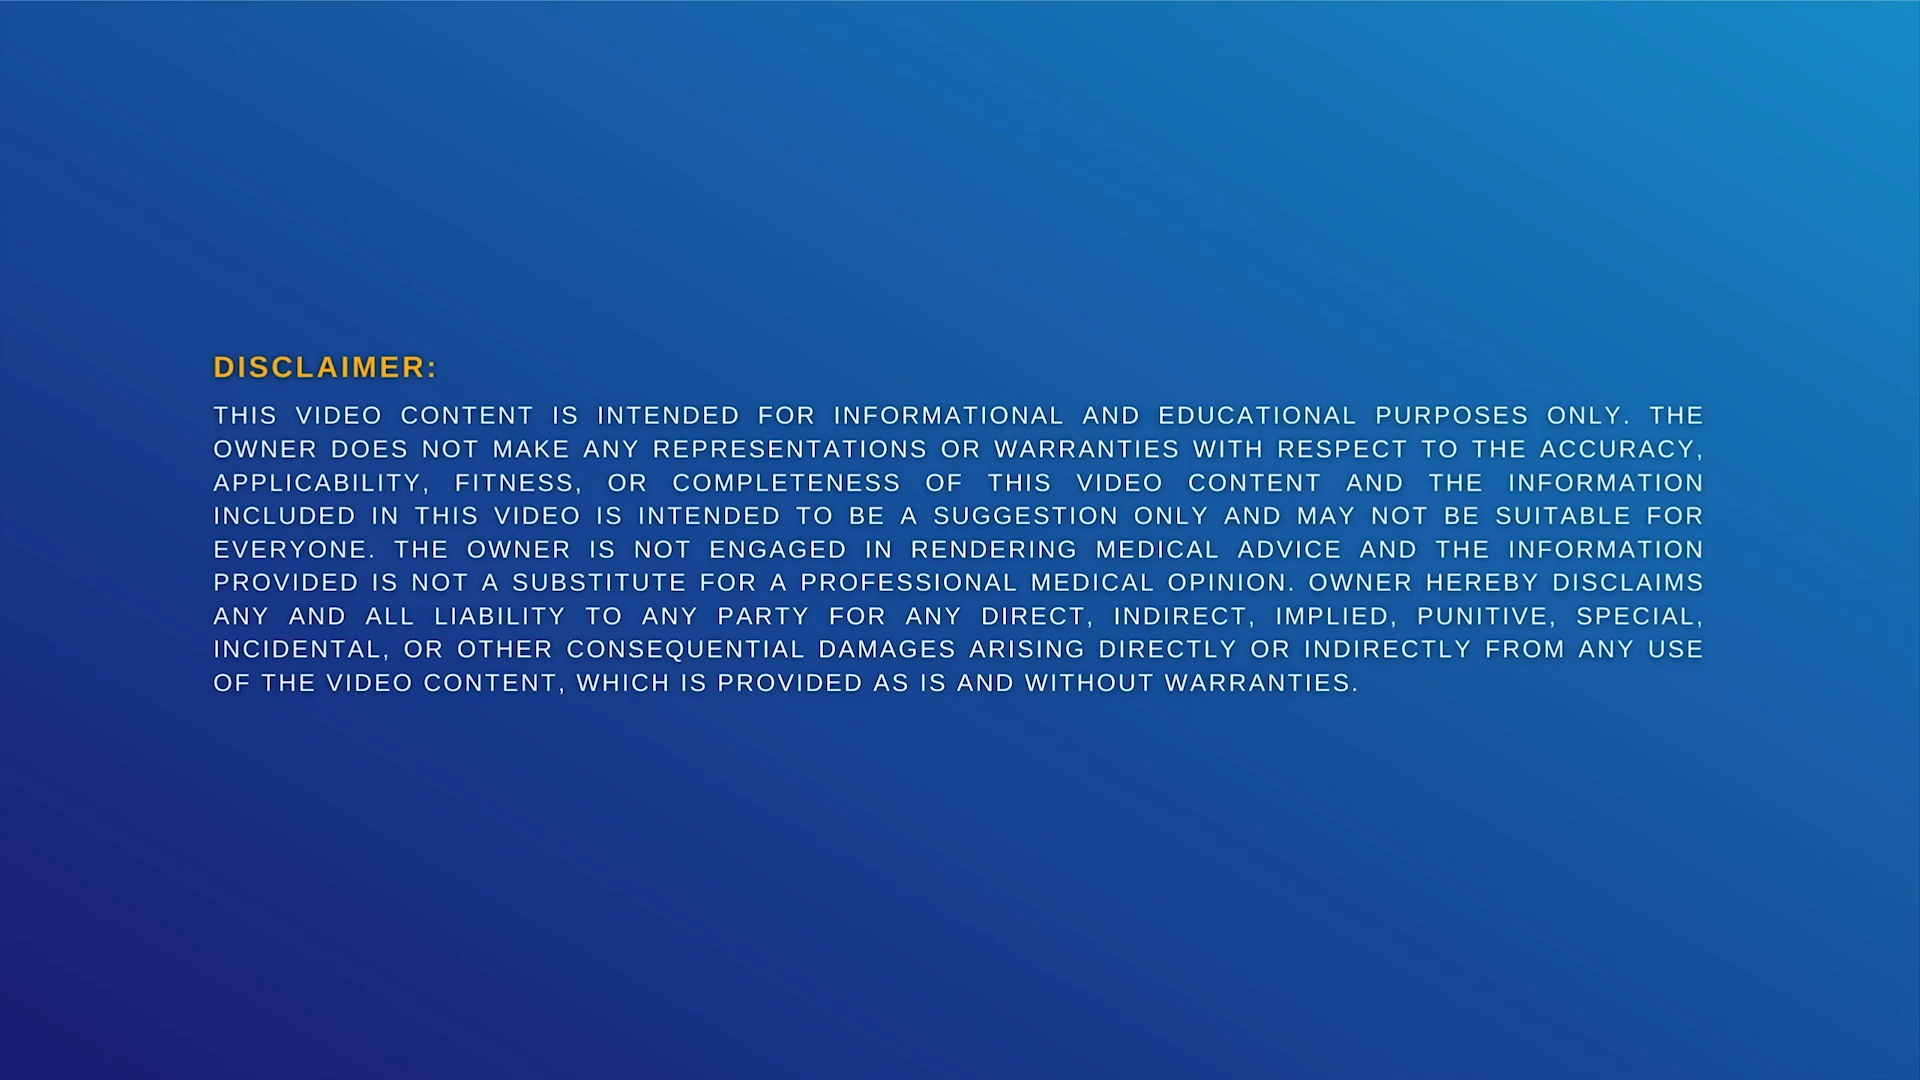 DISCLAIMER:
THIS VIDEO CONTENT IS INTENDED FOR INFORMATIONAL AND EDUCATIONAL PURPOSES ONLY. THE
OWNER DOES NOT MAKE ANY REPRESENTATIONS OR WARRANTIES WITH RESPECT TO THE ACCURACY,
APPLICABILITY, FITNESS, OR COMPLETENESS OF THIS VIDEO CONTENT AND THE INFORMATION
INCLUDED IN THIS VIDEO IS INTENDED TO BE A SUGGESTION ONLY AND MAY NOT BE SUITABLE FOR
EVERYONE. THE OWNER IS NOT ENGAGED IN RENDERING MEDICAL ADVICE AND THE INFORMATION
PROVIDED IS NOT A SUBSTITUTE FOR A PROFESSIONAL MEDICAL OPINION. OWNER HEREBY DISCLAIMS
ANY AND ALL LIABILITY TO ANY PARTY FOR ANY DIRECT, INDIRECT, IMPLIED, PUNITIVE, SPECIAL,
INCIDENTAL, OR OTHER CONSEQUENTIAL DAMAGES ARISING DIRECTLY OR INDIRECTLY FROM ANY USE
OF THE VIDEO CONTENT, WHICH IS PROVIDED AS IS AND WITHOUT WARRANTIES.